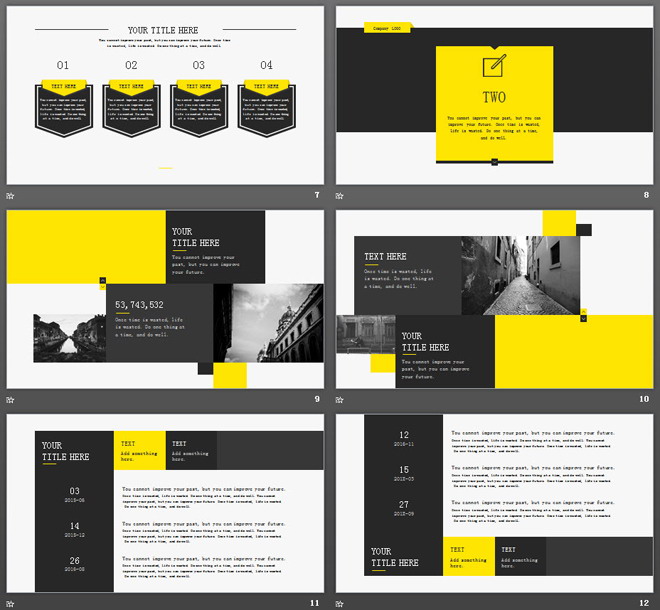 YOUR TITLE HERE
You cannot improve your past, but you can improve your future. Once time
is wasted, life is wasted. Do one thing at a time, and do well.
01
02
03
04
TEXT HERE
TEXT HERE
TEXT HERE
TEXT HERE
You cannot improve your past,
but you can improve your
future. Once time is wasted,
life is wasted. Do one thing
at a time, and do well
You cannot improve your past,
but you can improve your
future. Once time is wasted,
life is wasted. Do one thing
at a time, and do well
You cannot improve your past,
but you can improve your
future. Once time is wasted,
life is wasted. Do one thing
at a time, and do well
You cannot improve your past,
but you can improve your
future. Once time is wasted,
life is wasted. Do one thing
at a time, and do well
7
Company LOGO
TWO
You cannot improve your past, but you can
improve your future. Once time is wasted,
life is wasted. Do one thing at a time,
and do well.
8
YOUR
TITLE HERE
You cannot improve your
past, but you can improve
your future.
53,743,532
Once time is wasted, life
is wasted. Do one thing at
a time, and do well.
9
TEXT HERE
Once time is wasted, life
is wasted. Do one thing at
a time, and do well.
YOUR
TITLE HERE
You cannot improve your
past, but you can improve
your future.
10
YOUR
TITLE HERE
TEXT
Add something
here.
TEXT
Add something
here.
03
You cannot improve your past, but you can improve your future.
Once time is wasted, life is wasted. Do one thing at a time, and do well. You cannot
improve your past, but you can improve your future. Once time is wasted, life is wasted.
Do one thing at a time, and do well.
14
2015-12
You cannot improve your past, but you can improve your future.
Once time is wasted, life is wasted. Do one thing at a time, and do well. You cannot
improve your past, but you can improve your future. Once time is wasted, life is wasted.
Do one thing at a time, and do well.
26
You cannot improve your past, but you can improve your future.
Once time is wasted, life is wasted. Do one thing at a time, and do well. You cannot
improve your past, but you can improve your future. Once time is wasted, life is wasted.
Do one thing at a time, and do well.
11
12
You cannot improve your past, but you can improve your future.
Once time is wasted, life is wasted. Do one thing at a time, and do well. You cannot
improve your past, but you can improve your future. Once time is wasted, life is wasted.
Do one thing at a time, and do well.
15
You cannot improve your past, but you can improve your future.
Once time is wasted, life is wasted. Do one thing at a time, and do well. You cannot
improve your past, but you can improve your future. Once time is wasted, life is wasted.
Do one thing at a time, and do well.
27
You cannot improve your past, but you can improve your future.
Once time is wasted, life is wasted. Do one thing at a time, and do well. You cannot
improve your past, but you can improve your future. Once time is wasted, life is wasted.
Do one thing at a time, and do well.
YOUR
TITLE HERE
TEXT
Add something
here.
TEXT
Add something
here.
12